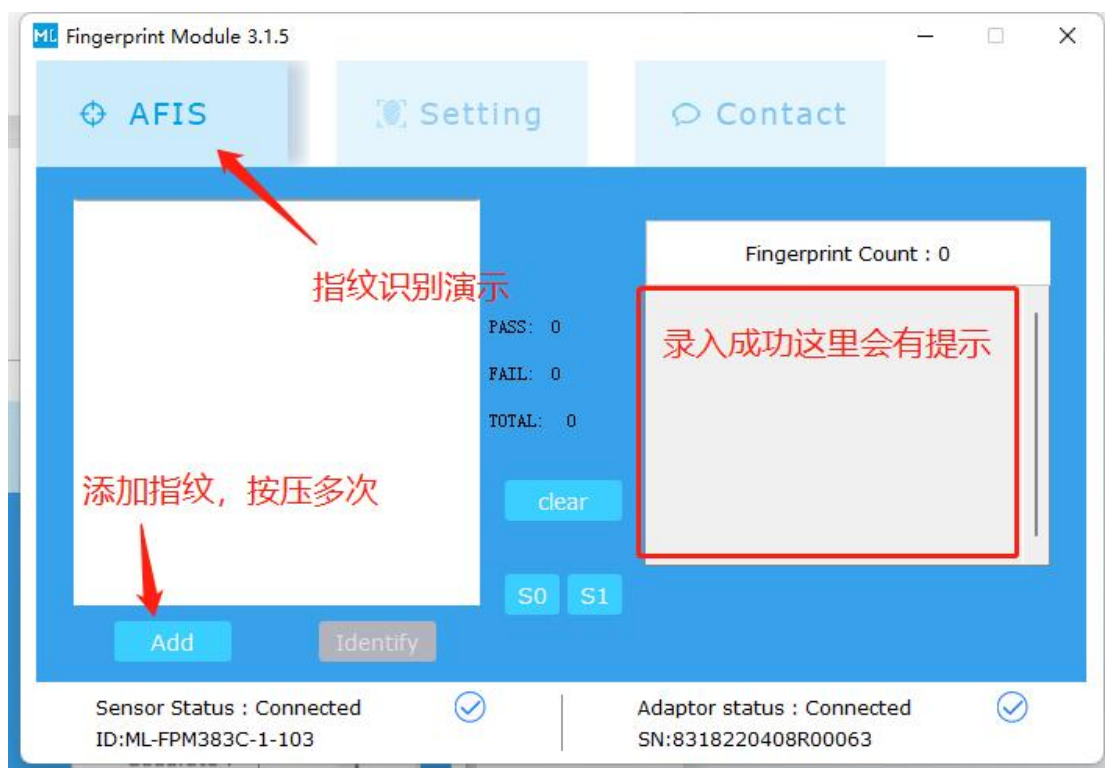 ML Fingerprint Module 3.1.5
AFIS
Setting
Contact
指纹识别演示
Fingerprint Count : 0
PASS: 0
FAIL: 0
TOTAL: 0
录入成功这里会有提示
添加指纹，按压多次
clear
S0 S1
Add
Identify
Sensor Status : Connected
ID:ML-FPM383C-1-103
Adaptor status : Connected
SN:8318220408R00063